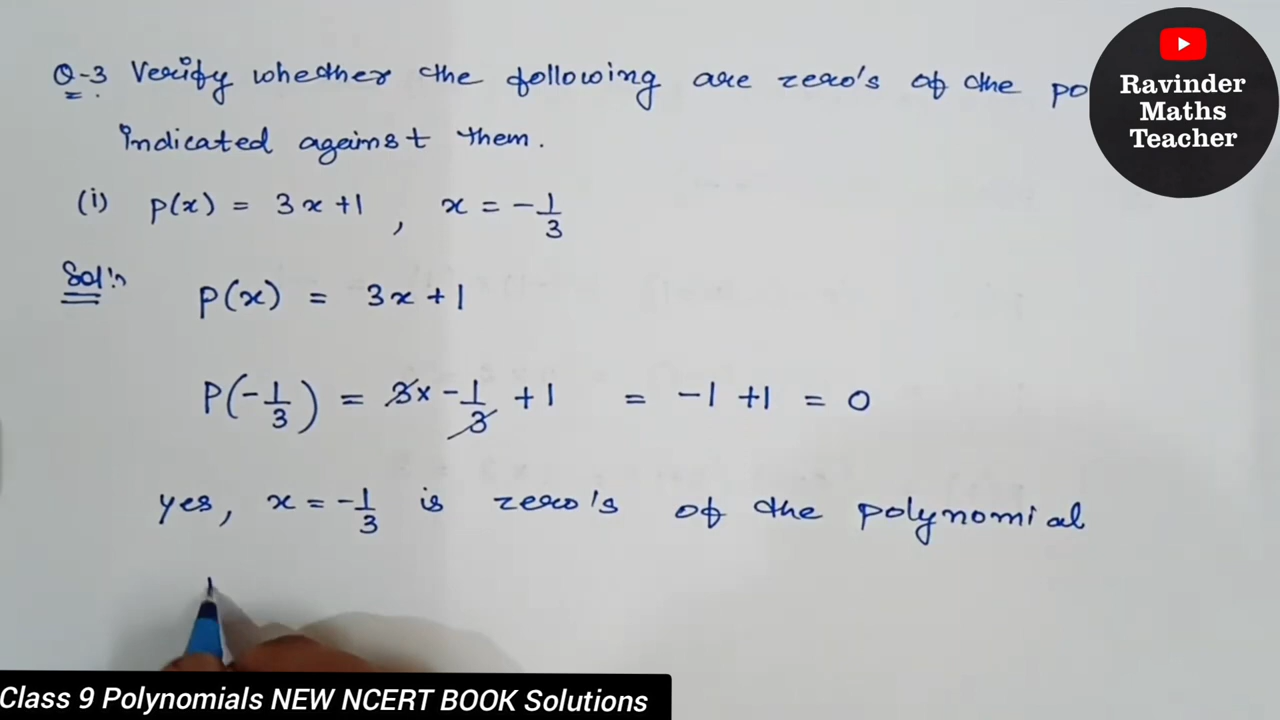 Q-3 Verify whether the following are zero's of the po
Indicated against them.
(i) p(x) = 3x+1 , x = -1/3
Sol!n
p(x) = 3x+1
P(-1/3) = 3x -1/3 + 1 = -1 +1 = 0
yes, x = -1/3 is zero's of the polynomial
Ravinder
Maths
Teacher
Class 9 Polynomials NEW NCERT BOOK Solutions